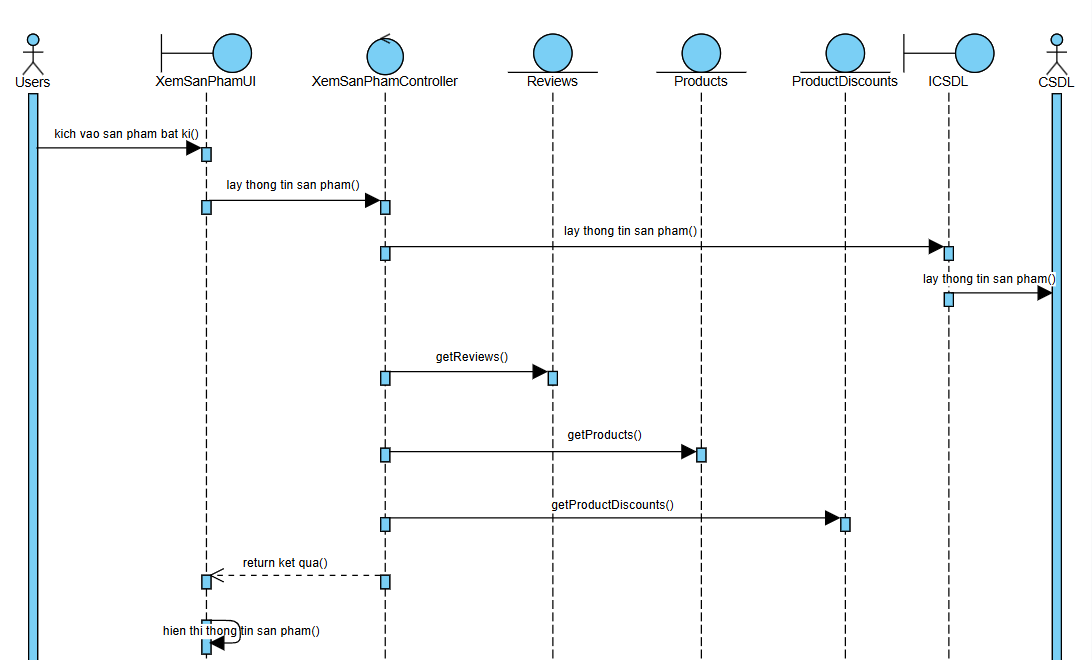 Users
XemSanPhamUI
XemSanPhamController
Reviews
Products
ProductDiscounts
ICSDL
CSDL
kich vao san pham bat ki()
lay thong tin san pham()
lay thong tin san pham()
lay thong tin san pham()
getReviews()
getProducts()
getProductDiscounts()
return ket qua()
hien thi thong tin san pham()